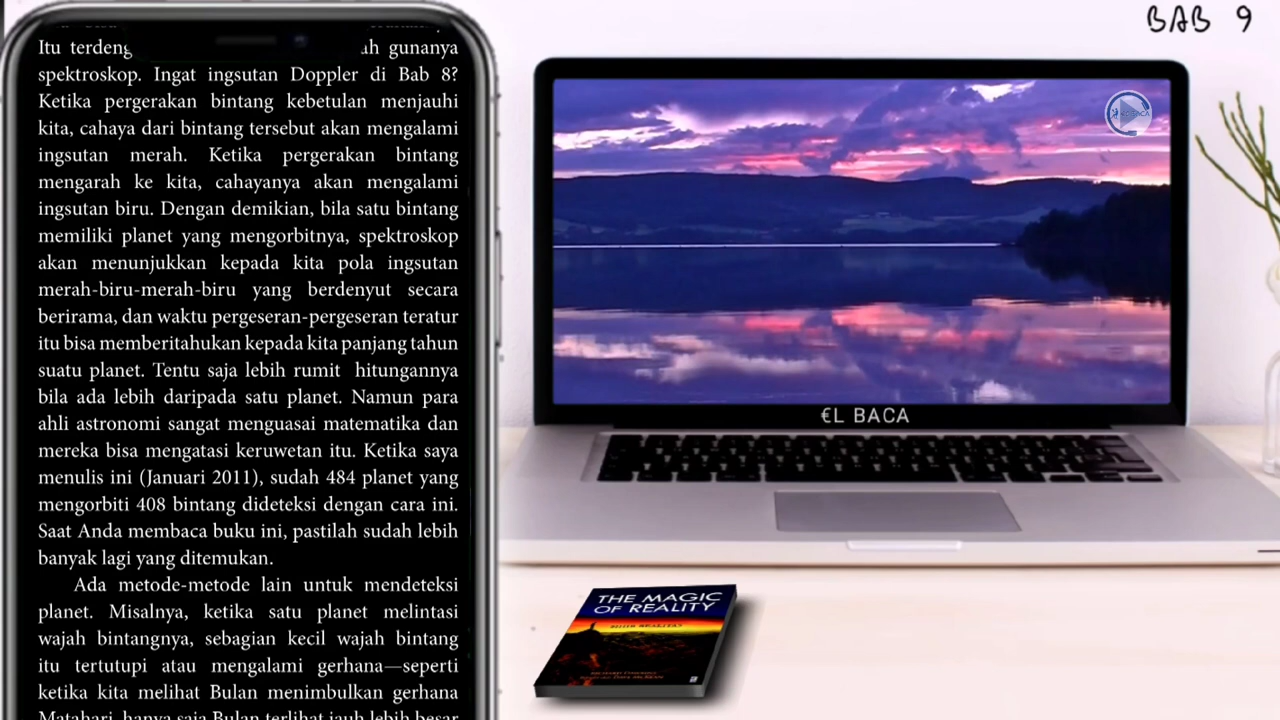 Itu terdeng ah gunanya
spektroskop. Ingat ingsutan Doppler di Bab 8?
Ketika pergerakan bintang kebetulan menjauhi
kita, cahaya dari bintang tersebut akan mengalami
ingsutan merah. Ketika pergerakan bintang
mengarah ke kita, cahayanya akan mengalami
ingsutan biru. Dengan demikian, bila satu bintang
memiliki planet yang mengorbitnya, spektroskop
akan menunjukkan kepada kita pola ingsutan
merah-biru-merah-biru yang berdenyut secara
berirama, dan waktu pergeseran-pergeseran teratur
itu bisa memberitahukan kepada kita panjang tahun
suatu planet. Tentu saja lebih rumit hitungannya
bila ada lebih daripada satu planet. Namun para
ahli astronomi sangat menguasai matematika dan
mereka bisa mengatasi keruwetan itu. Ketika saya
menulis ini (Januari 2011), sudah 484 planet yang
mengorbiti 408 bintang dideteksi dengan cara ini.
Saat Anda membaca buku ini, pastilah sudah lebih
banyak lagi yang ditemukan.
Ada metode-metode lain untuk mendeteksi
planet. Misalnya, ketika satu planet melintasi
wajah bintangnya, sebagian kecil wajah bintang
itu tertutupi atau mengalami gerhana—seperti
ketika kita melihat Bulan menimbulkan gerhana
Matahari, hanya saja Bulan terlihat jauh lebih besar
BAB 9
€L BACA
THE MAGIC
OF REALITY